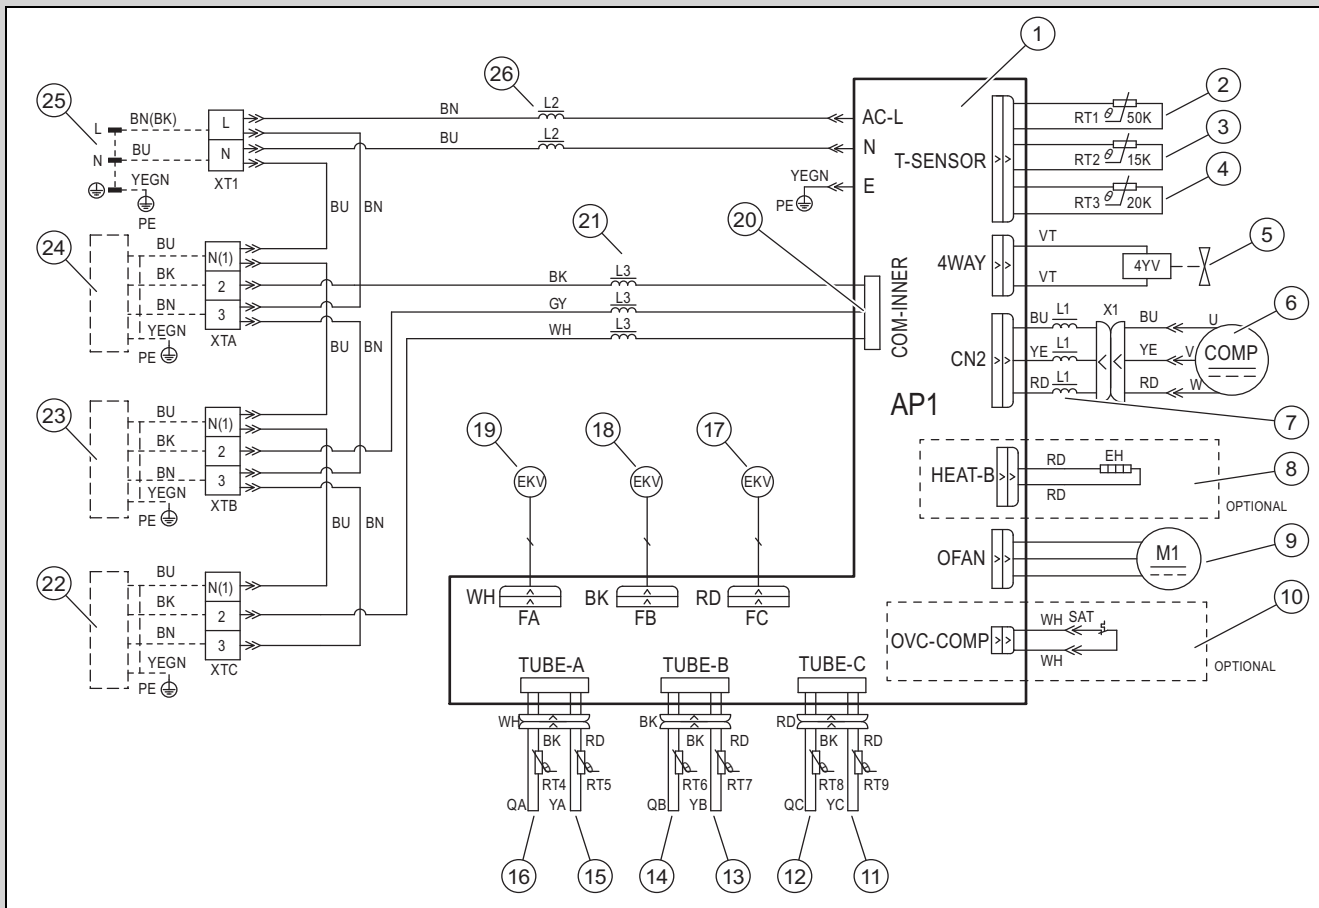 1
26
25
L2
BN(BK)
BN
2
L
L
AC-L
RT1 θ 50K
3
BU
BU
L2
N
N
N
T-SENSOR
RT2 θ 15K
XT1
YEGN
YEGN
E
4
PE
PE
RT3 θ 20K
BU
BN
21
20
24
BU
N(1)
VT
5
4WAY
4YV
VT
BK
2
BK
L3
BN
3
GY
L3
YEGN
XTA
WH
L3
PE
COM-INNER
BU
L1
X1
BU
U
6
YE
L1
YE
V
COMP
CN2
RD
L1
RD
W
BU
BN
AP1
7
23
BU
N(1)
19
18
17
BK
2
BN
3
EKV
EKV
EKV
HEAT-B
RD
EH
8
RD
OPTIONAL
YEGN
XTB
PE
BU
BN
OFAN
M1
9
22
BU
N(1)
WH
BK
RD
10
BK
2
FA
FB
FC
WH
SAT
OVC-COMP
BN
3
WH
OPTIONAL
YEGN
XTC
PE
TUBE-A
TUBE-B
TUBE-C
WH
BK
RD
BK
RD
BK
RD
BK
RD
RT4
RT5
RT6
RT7
RT8
RT9
QA
YA
QB
YB
QC
YC
16
15
14
13
12
11